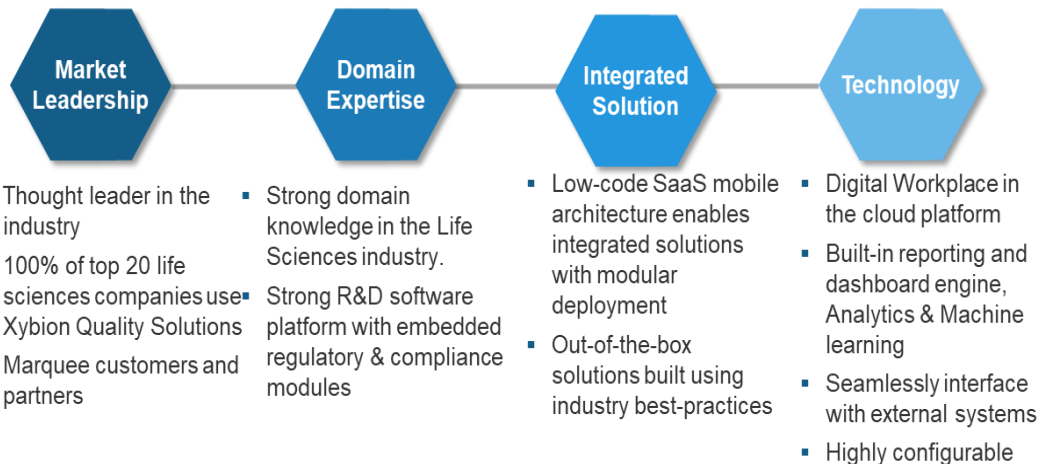 Market
Leadership
Domain
Expertise
Integrated
Solution
Technology
Thought leader in the
industry
100% of top 20 life
sciences companies use
Xybion Quality Solutions
Marquee customers and
partners
▪ Strong domain
knowledge in the Life
Sciences industry.
▪ Strong R&D software
platform with embedded
regulatory & compliance
modules
▪ Low-code SaaS mobile
architecture enables
integrated solutions
with modular
deployment
▪ Out-of-the-box
solutions built using
industry best-practices
▪ Digital Workplace in
the cloud platform
▪ Built-in reporting and
dashboard engine,
Analytics & Machine
learning
▪ Seamlessly interface
with external systems
▪ Highly configurable